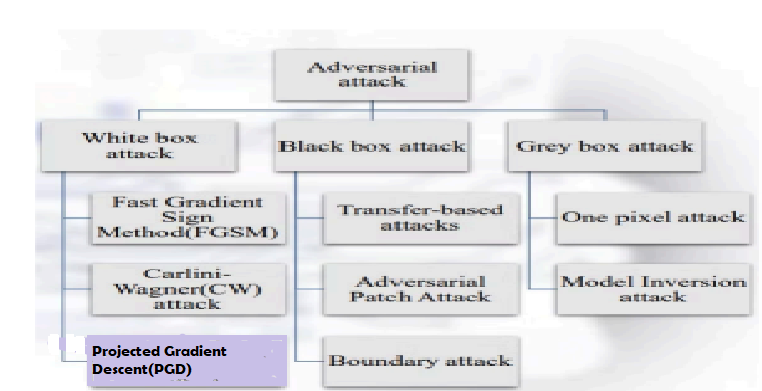 Adversarial
attack
White box
attack
Black box attack
Grey box attack
Fast Gradient
Sign
Method(FGSM)
Transfer-based
attacks
One pixel attack
Carlini-
Wagner(CW)
attack
Adversarial
Patch Attack
Model Inversion
attack
Projected Gradient
Descent(PGD)
Boundary attack